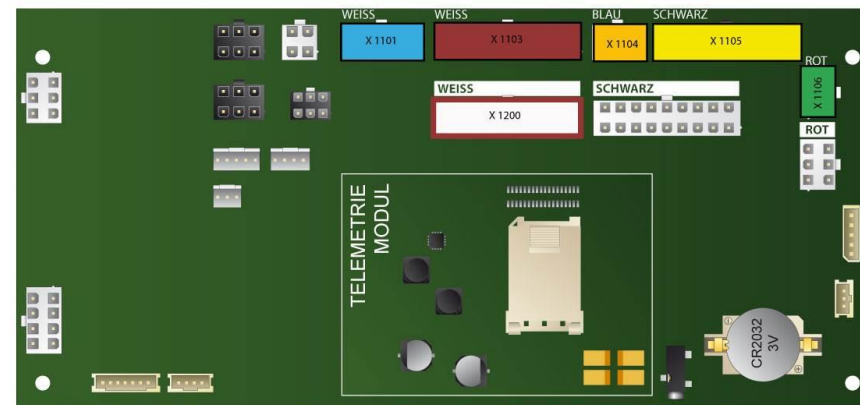 WEISS
WEISS
BLAU
SCHWARZ
X 1101
X 1103
X 1104
X 1105
ROT
X 1106
WEISS
SCHWARZ
X 1200
ROT
TELEMETRIE
MODUL
CR2032
3V